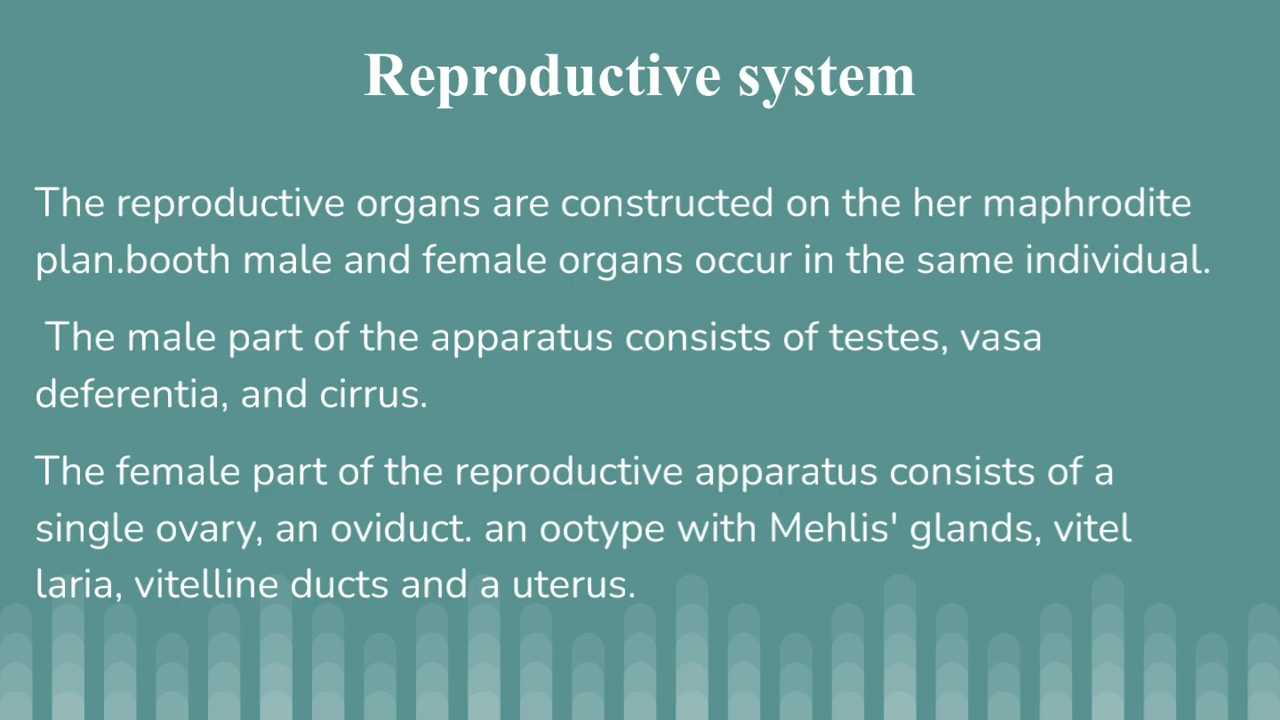 Reproductive system
The reproductive organs are constructed on the her maphrodite
plan.booth male and female organs occur in the same individual.
The male part of the apparatus consists of testes, vasa
deferentia, and cirrus.
The female part of the reproductive apparatus consists of a
single ovary, an oviduct. an ootype with Mehlis' glands, vitel
laria, vitelline ducts and a uterus.